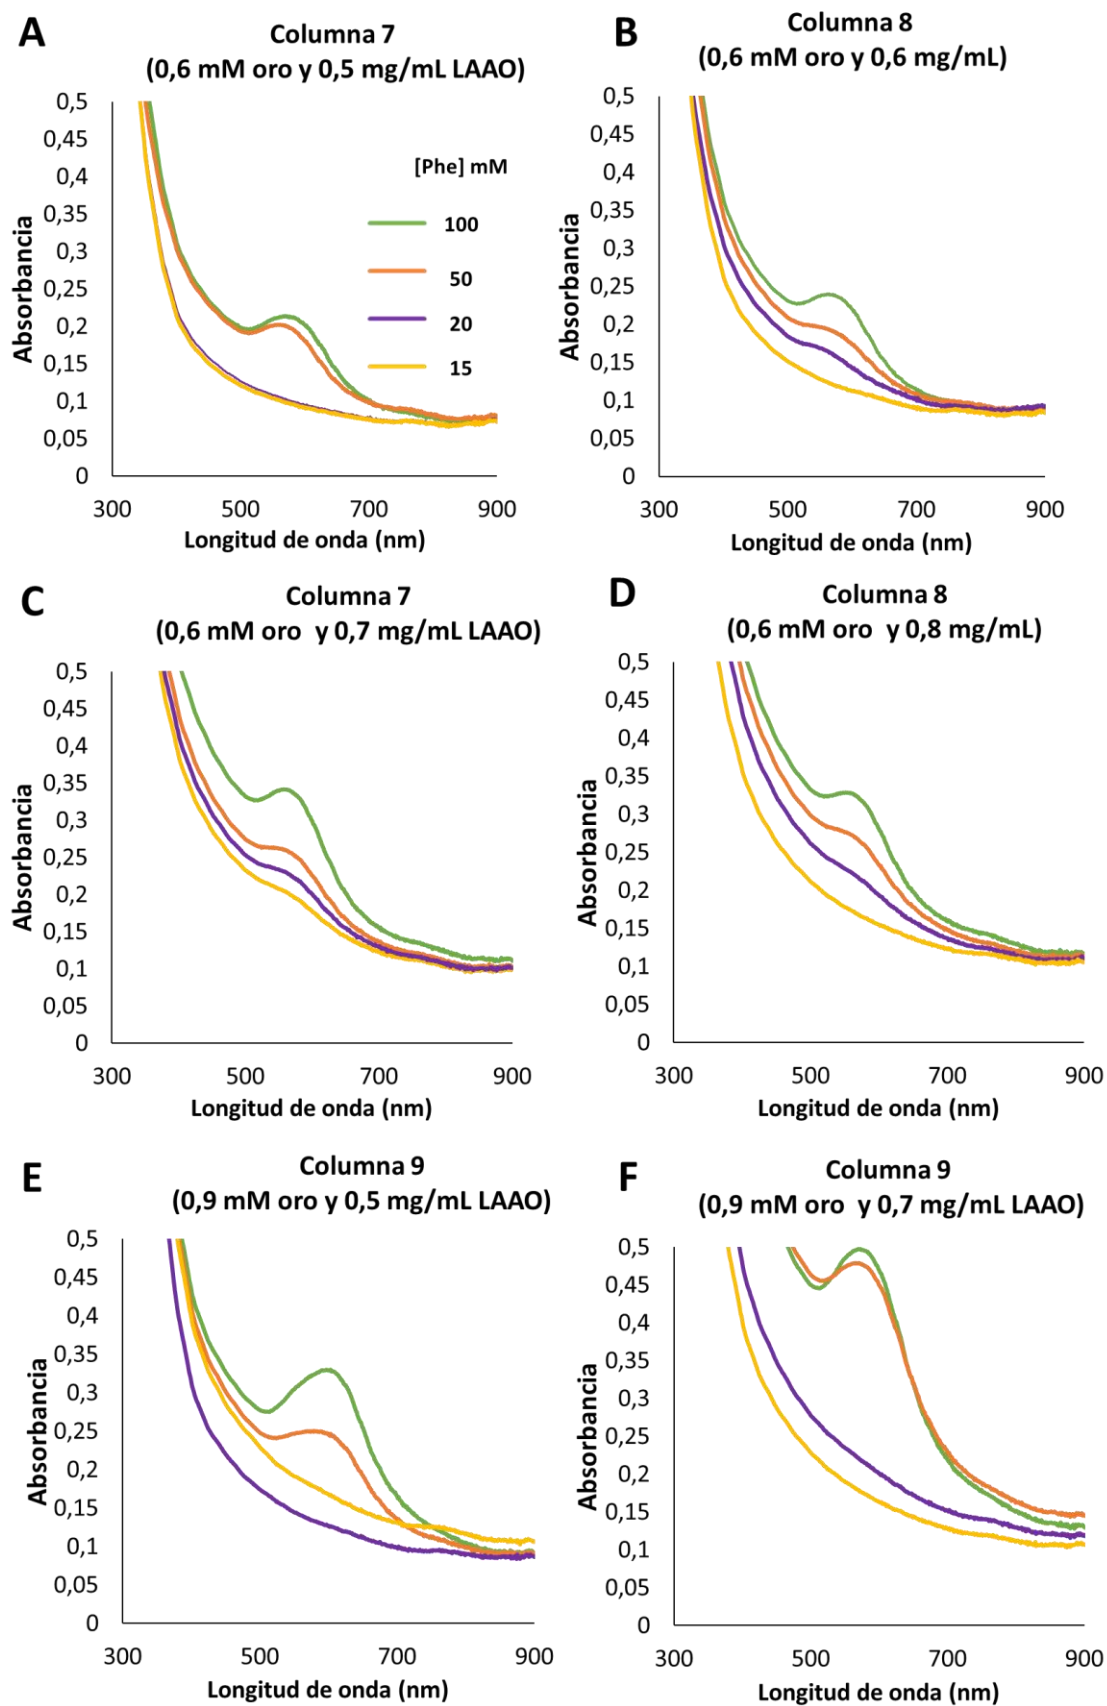 A
Columna 7
(0,6 mM oro y 0,5 mg/mL LAAO)
0,5
0,45
0,4
0,35
0,3
0,25
0,2
0,15
0,1
0,05
0
Absorbancia
[Phe] mM
100
50
20
15
300 500 700 900
Longitud de onda (nm)
B
Columna 8
(0,6 mM oro y 0,6 mg/mL)
0,5
0,45
0,4
0,35
0,3
0,25
0,2
0,15
0,1
0,05
0
Absorbancia
300 500 700 900
Longitud de onda (nm)
C
Columna 7
(0,6 mM oro y 0,7 mg/mL LAAO)
0,5
0,45
0,4
0,35
0,3
0,25
0,2
0,15
0,1
0,05
0
Absorbancia
300 500 700 900
Longitud de onda (nm)
D
Columna 8
(0,6 mM oro y 0,8 mg/mL)
0,5
0,45
0,4
0,35
0,3
0,25
0,2
0,15
0,1
0,05
0
Absorbancia
300 500 700 900
Longitud de onda (nm)
E
Columna 9
(0,9 mM oro y 0,5 mg/mL LAAO)
0,5
0,45
0,4
0,35
0,3
0,25
0,2
0,15
0,1
0,05
0
Absorbancia
300 500 700 900
Longitud de onda (nm)
F
Columna 9
(0,9 mM oro y 0,7 mg/mL LAAO)
0,5
0,45
0,4
0,35
0,3
0,25
0,2
0,15
0,1
0,05
0
Absorbancia
300 500 700 900
Longitud de onda (nm)